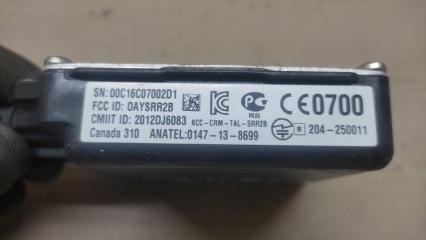 SN: 00C16C07002D1
FCC ID: OAYSRR2B
CMIIT ID: 2012DJ6083
KCC-CRM-TAL-SRR2B
Canada 310 ANATEL:0147-13-8699
CE0700
R 204-250011